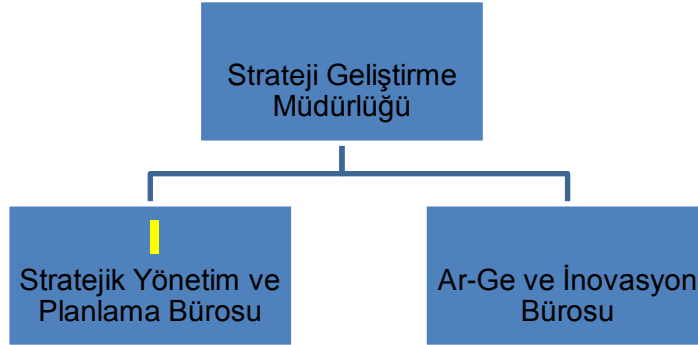 Strateji Geliştirme
Müdürlüğü
Stratejik Yönetim ve
Planlama Bürosu
Ar-Ge ve İnovasyon
Bürosu